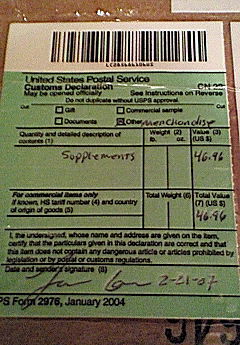 United States Postal Service
Customs Declaration CN 22
May be opened officially See Instructions on Reverse
Do not duplicate without USPS approval.
Gift Commercial sample
Documents Other merchandise
Quantity and detailed description of contents (1) Weight (2) lb. oz. Value (3) (US $)
Supplements 46.96
For commercial items only
If known, HS tariff number (4) and country of origin of goods (5)
Total Weight (6) Total Value (7) (US $)
46.96
I, the undersigned, whose name and address are given on the item,
certify that the particulars given in this declaration are correct and that
this item does not contain any dangerous article or articles prohibited by
legislation or by postal or customs regulations.
Date and sender's signature (8)
2-21-07
PS Form 2976, January 2004